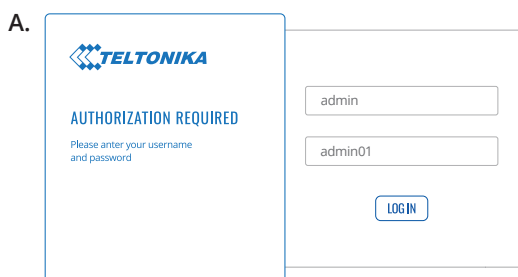 A.
TELTONIKA
AUTHORIZATION REQUIRED
Please anter your username
and password
admin
admin01
LOG IN